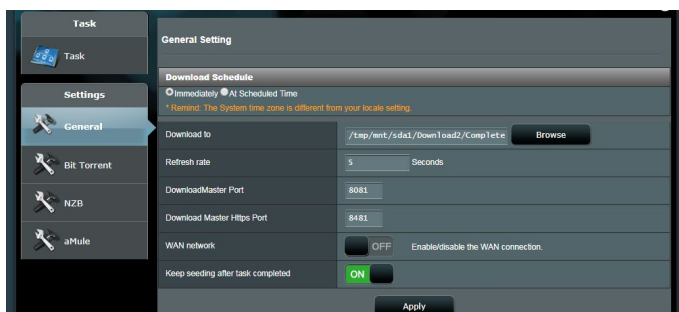 Task
Task
Settings
General
Bit Torrent
NZB
aMule
General Setting
Download Schedule
Immediately At Scheduled Time
* Remind: The System time zone is different from your locale setting.
Download to /tmp/mnt/sda1/Download2/Complete Browse
Refresh rate 5 Seconds
DownloadMaster Port 8081
Download Master Https Port 8481
WAN network OFF Enable/disable the WAN connection.
Keep seeding after task completed ON
Apply